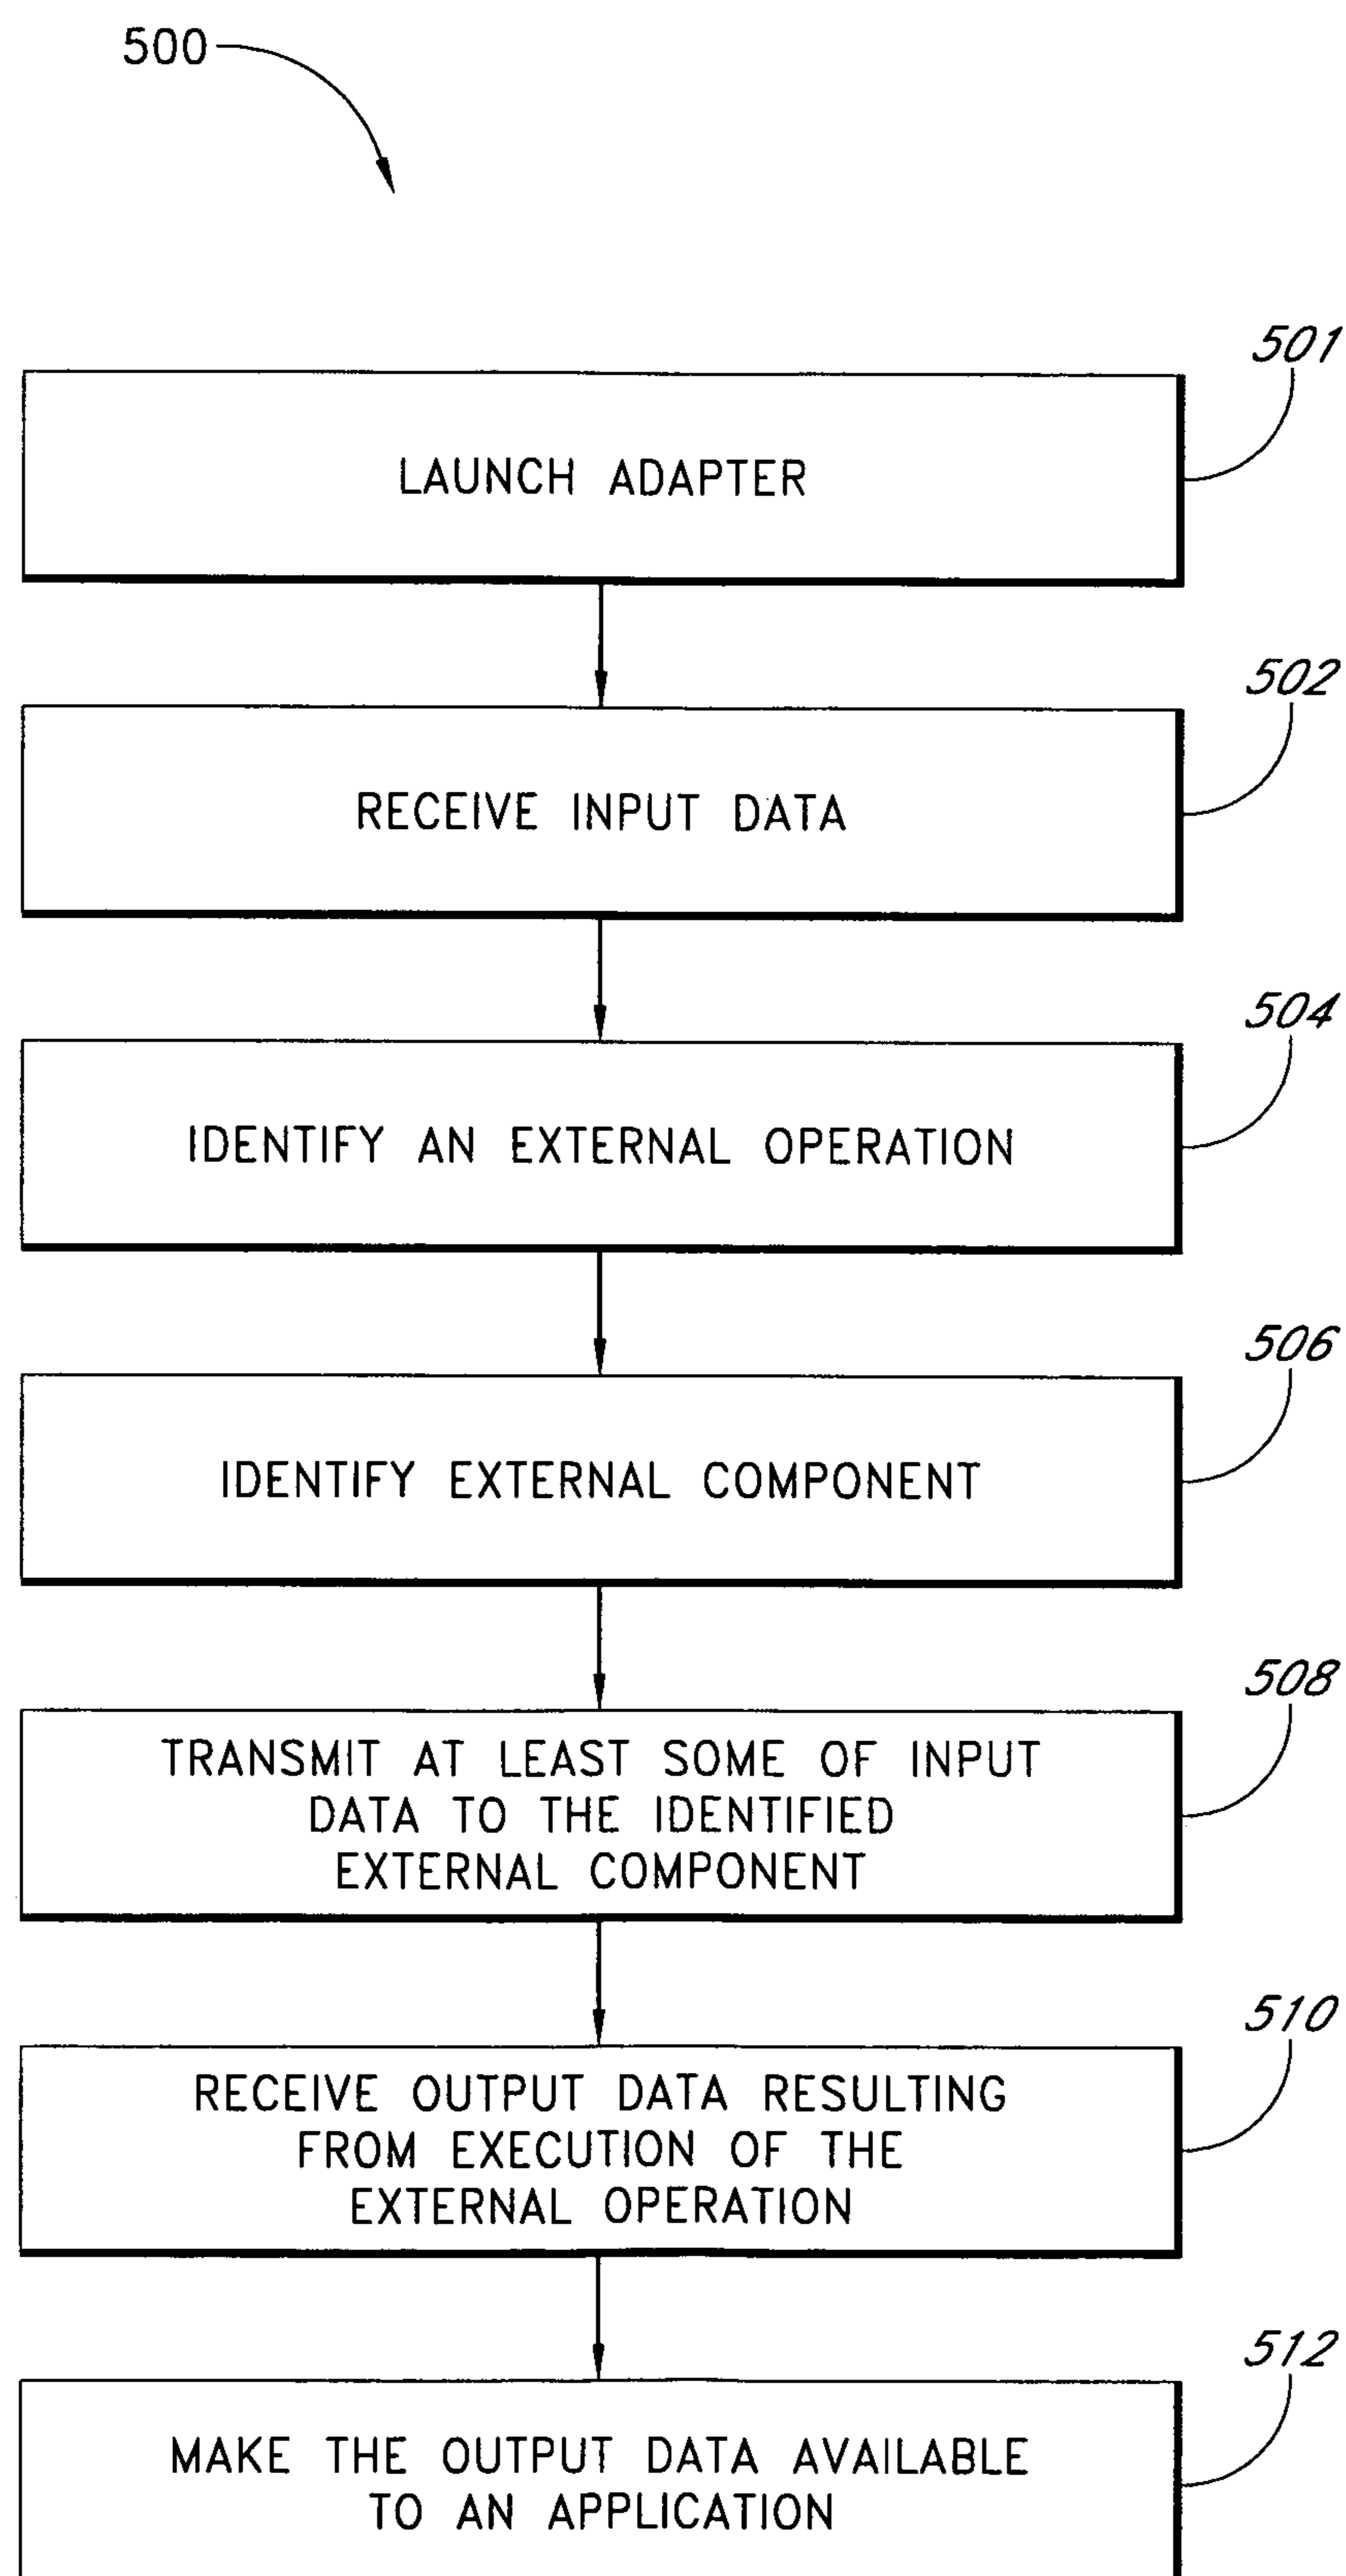 500
501
LAUNCH ADAPTER
502
RECEIVE INPUT DATA
504
IDENTIFY AN EXTERNAL OPERATION
506
IDENTIFY EXTERNAL COMPONENT
508
TRANSMIT AT LEAST SOME OF INPUT
DATA TO THE IDENTIFIED
EXTERNAL COMPONENT
510
RECEIVE OUTPUT DATA RESULTING
FROM EXECUTION OF THE
EXTERNAL OPERATION
512
MAKE THE OUTPUT DATA AVAILABLE
TO AN APPLICATION